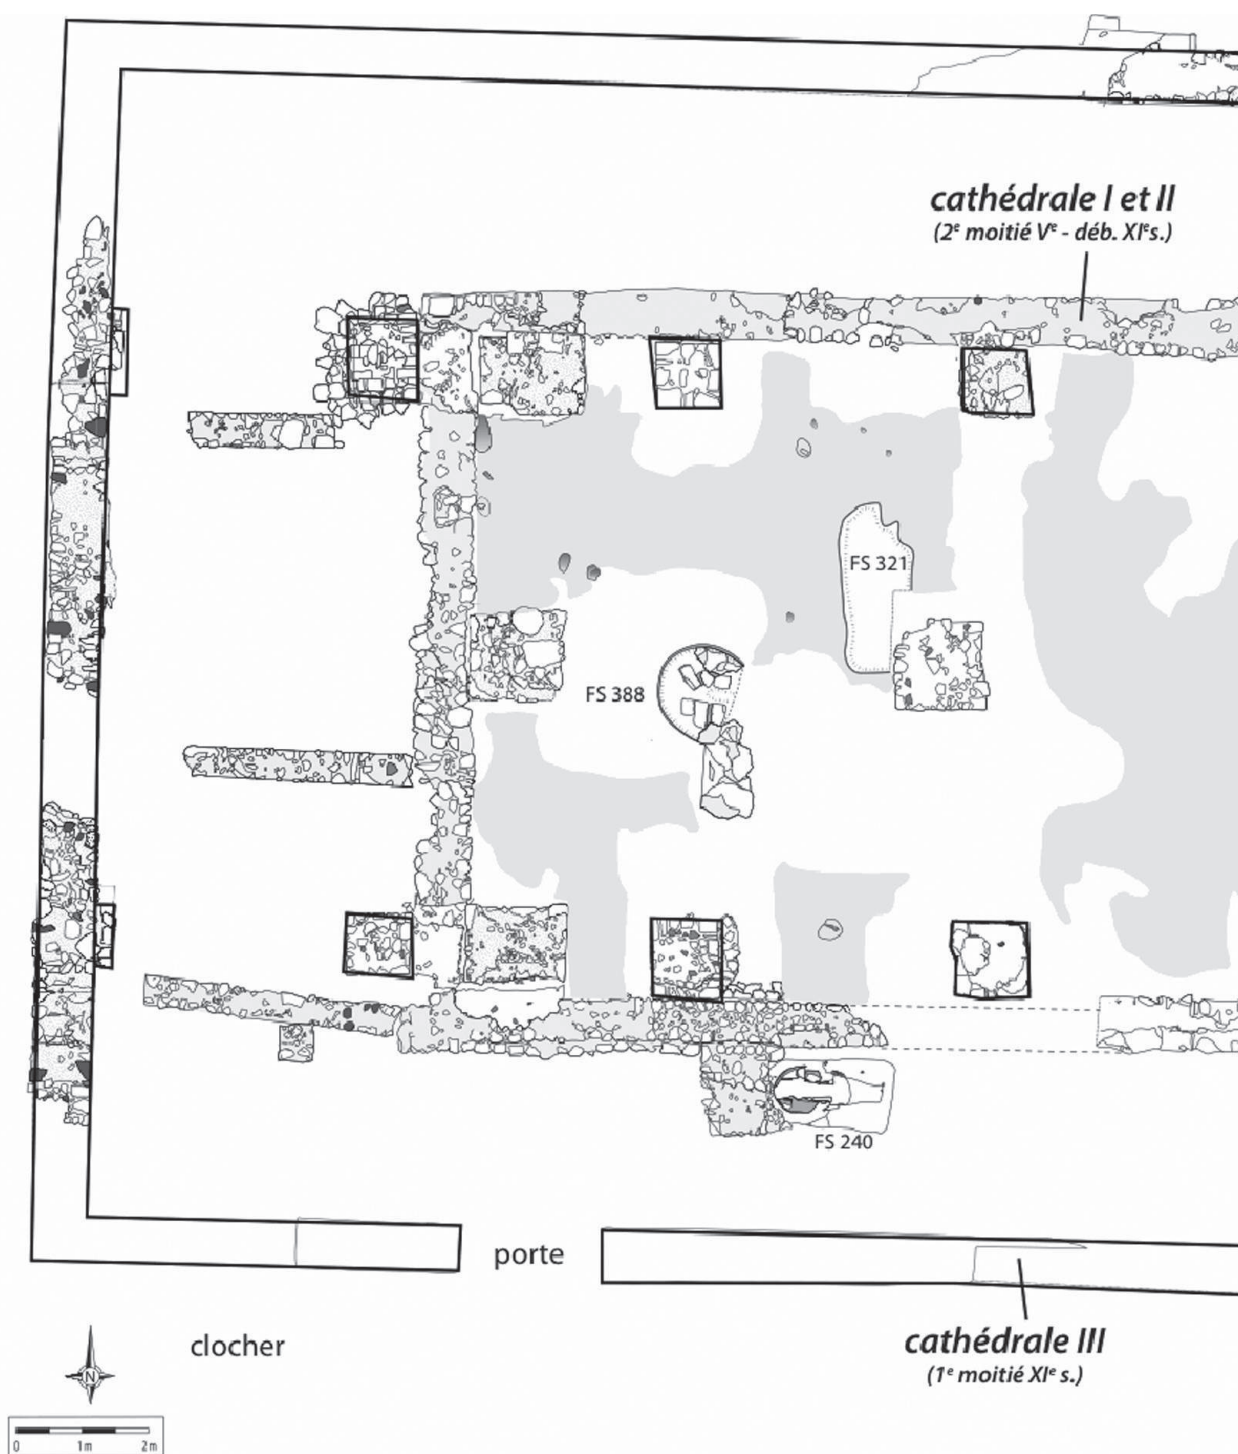 cathédrale I et II
(2e moitié Ve - déb. XIe s.)
FS 321
FS 388
FS 240
porte
cathédrale III
(1e moitié XIe s.)
clocher
N
0 1m 2m